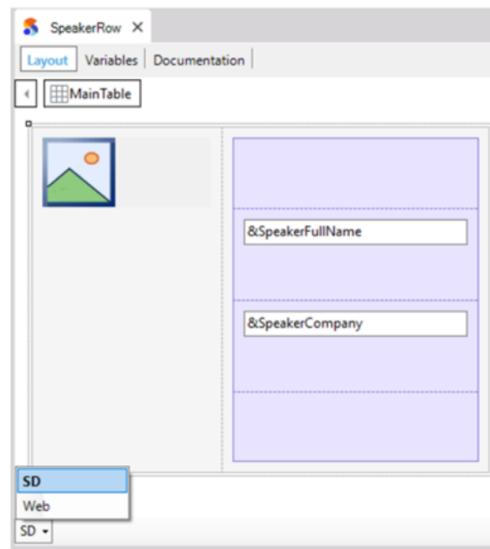 SpeakerRow
Layout Variables Documentation
MainTable
&SpeakerFullName
&SpeakerCompany
SD
Web
SD